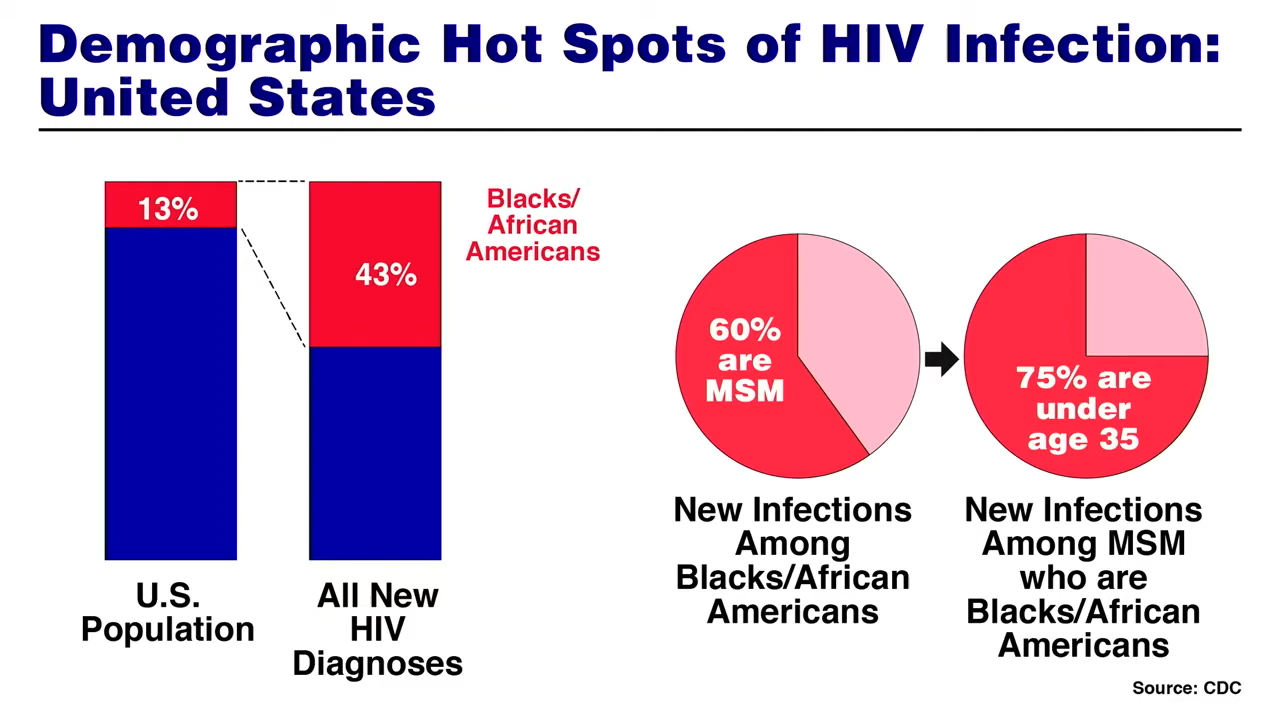 Demographic Hot Spots of HIV Infection:
United States
13%
43%
Blacks/
African
Americans
U.S.
Population
All New
HIV
Diagnoses
60%
are
MSM
75% are
under
age 35
New Infections
Among
Blacks/African
Americans
New Infections
Among MSM
who are
Blacks/African
Americans
Source: CDC